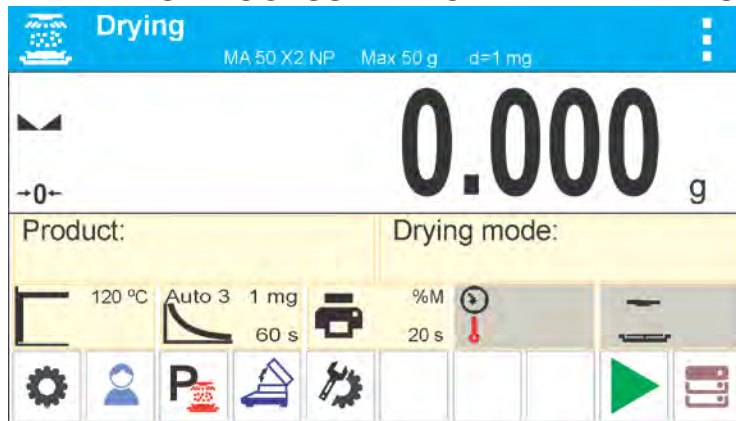 Drying
MA 50 X2 NP Max 50 g d=1 mg
→0←
0.000 g
Product:
Drying mode:
120 ºC Auto 3 1 mg %M
60 s 20 s
P